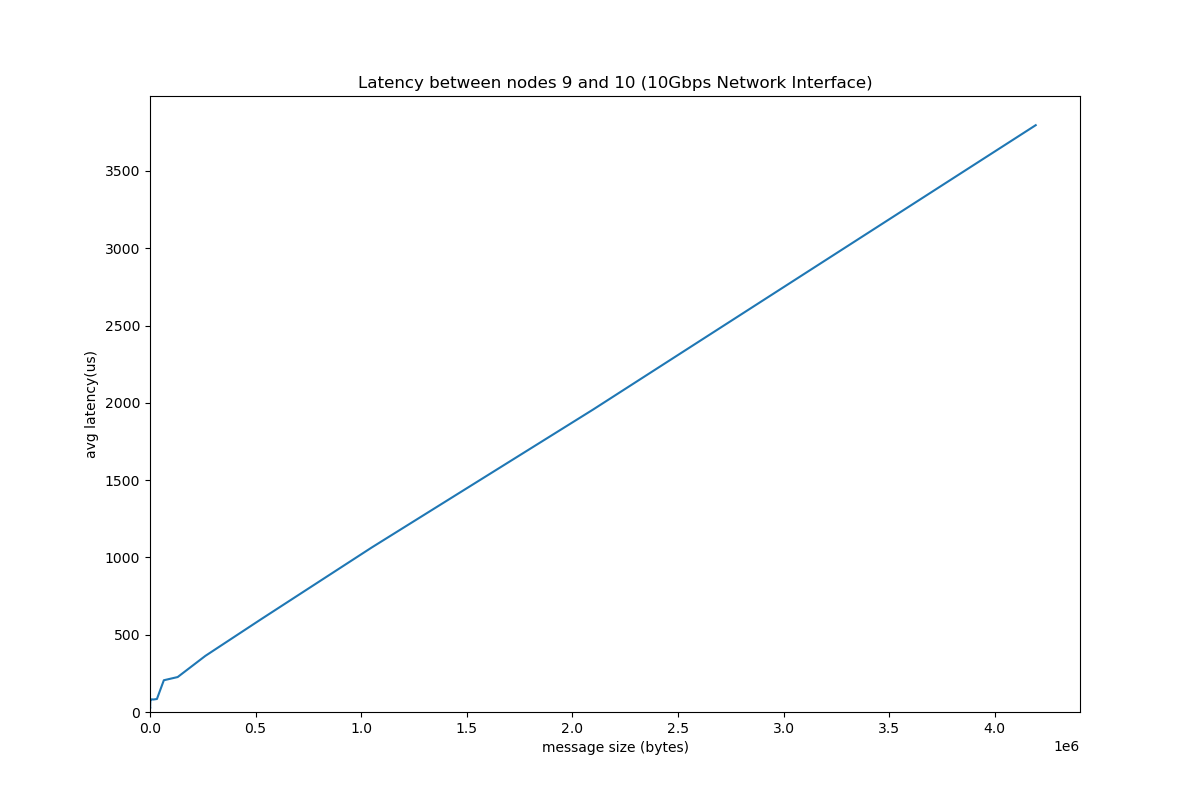 Latency between nodes 9 and 10 (10Gbps Network Interface)
avg latency(us)
3500
3000
2500
2000
1500
1000
500
0
0.0 0.5 1.0 1.5 2.0 2.5 3.0 3.5 4.0
1e6
message size (bytes)